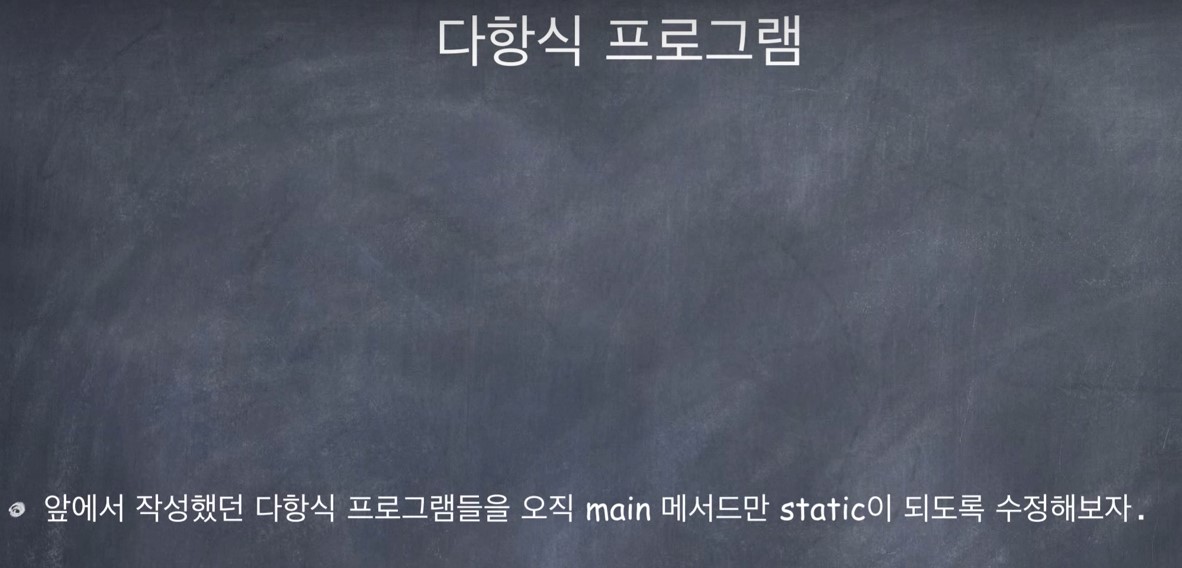 다항식 프로그램
앞에서 작성했던 다항식 프로그램들을 오직 main 메서드만 static이 되도록 수정해보자.